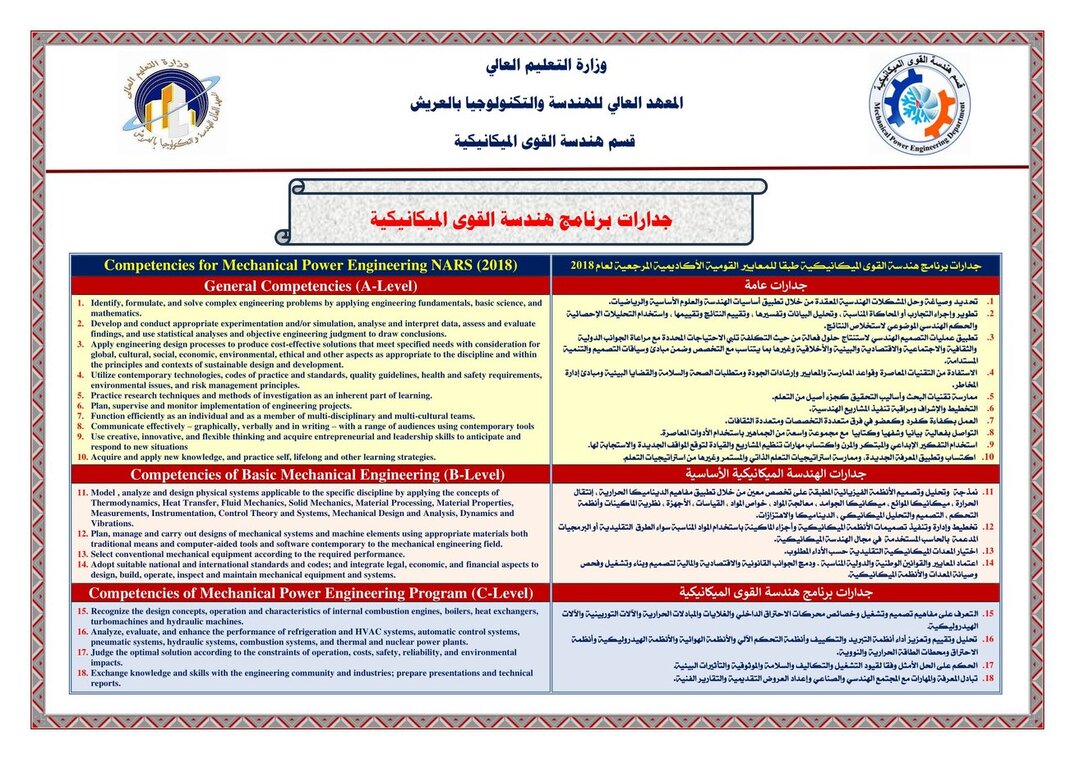 وزارة التعليم العالي
المعهد العالي للهندسة والتكنولوجيا بالعريش
قسم هندسة القوى الميكانيكية
وزارة التعليم العالي
قسم هندسة القوى الميكانيكية
Mechanical Power Engineering Department
جدارات برنامج هندسة القوى الميكانيكية
Competencies for Mechanical Power Engineering NARS (2018)
General Competencies (A-Level)
1. Identify, formulate, and solve complex engineering problems by applying engineering fundamentals, basic science, and
mathematics.
2. Develop and conduct appropriate experimentation and/or simulation, analyse and interpret data, assess and evaluate
findings, and use statistical analyses and objective engineering judgment to draw conclusions.
3. Apply engineering design processes to produce cost-effective solutions that meet specified needs with consideration for
global, cultural, social, economic, environmental, ethical and other aspects as appropriate to the discipline and within
the principles and contexts of sustainable design and development.
4. Utilize contemporary technologies, codes of practice and standards, quality guidelines, health and safety requirements,
environmental issues, and risk management principles.
5. Practice research techniques and methods of investigation as an inherent part of learning.
6. Plan, supervise and monitor implementation of engineering projects.
7. Function efficiently as an individual and as a member of multi-disciplinary and multi-cultural teams.
8. Communicate effectively – graphically, verbally and in writing – with a range of audiences using contemporary tools
9. Use creative, innovative, and flexible thinking and acquire entrepreneurial and leadership skills to anticipate and
respond to new situations
10. Acquire and apply new knowledge, and practice self, lifelong and other learning strategies.
Competencies of Basic Mechanical Engineering (B-Level)
11. Model , analyze and design physical systems applicable to the specific discipline by applying the concepts of
Thermodynamics, Heat Transfer, Fluid Mechanics, Solid Mechanics, Material Processing, Material Properties,
Measurements, Instrumentation, Control Theory and Systems, Mechanical Design and Analysis, Dynamics and
Vibrations.
12. Plan, manage and carry out designs of mechanical systems and machine elements using appropriate materials both
traditional means and computer-aided tools and software contemporary to the mechanical engineering field.
13. Select conventional mechanical equipment according to the required performance.
14. Adopt suitable national and international standards and codes; and integrate legal, economic, and financial aspects to
design, build, operate, inspect and maintain mechanical equipment and systems.
Competencies of Mechanical Power Engineering Program (C-Level)
15. Recognize the design concepts, operation and characteristics of internal combustion engines, boilers, heat exchangers,
turbomachines and hydraulic machines.
16. Analyze, evaluate, and enhance the performance of refrigeration and HVAC systems, automatic control systems,
pneumatic systems, hydraulic systems, combustion systems, and thermal and nuclear power plants.
17. Judge the optimal solution according to the constraints of operation, costs, safety, reliability, and environmental
impacts.
18. Exchange knowledge and skills with the engineering community and industries; prepare presentations and technical
reports.
جدارات برنامج هندسة القوى الميكانيكية طبقا للمعايير القومية الأكاديمية المرجعية لعام 2018
جدارات عامة
1. تحديد وصياغة وحل المشكلات الهندسية المعقدة من خلال تطبيق أساسيات الهندسة والعلوم الأساسية والرياضيات.
2. تطوير وإجراء التجارب أو المحاكاة المناسبة ، وتحليل البيانات وتفسيرها ، وتقييم النتائج وتقييمها ، واستخدام التحليلات الإحصائية
والحكم الهندسي الموضوعي لاستخلاص النتائج.
3. تطبيق عمليات التصميم الهندسي لاستنتاج حلول فعالة من حيث التكلفة تلبي الاحتياجات المحددة مع مراعاة الجوانب الدولية
والثقافية والاجتماعية والاقتصادية والبيئية والأخلاقية وغيرها بما يتناسب مع التخصص وضمن مبادئ وسياقات التصميم والتنمية
المستدامة.
4. الاستفادة من التقنيات المعاصرة وقواعد الممارسة والمعايير وإرشادات الجودة ومتطلبات الصحة والسلامة والقضايا البيئية ومبادئ إدارة
المخاطر.
5. ممارسة تقنيات البحث وأساليب التحقيق كجزء أصيل من التعلم.
6. التخطيط والإشراف ومراقبة تنفيذ المشاريع الهندسية.
7. العمل بكفاءة كفرد وكعضو في فرق متعددة التخصصات ومتعددة الثقافات.
8. التواصل بفعالية بيانيا وشفهيا وكتابيا مع مجموعة واسعة من الجماهير باستخدام الأدوات المعاصرة.
9. استخدام التفكير الإبداعي والمبتكر والمرن واكتساب مهارات تنظيم المشاريع والقيادة لتوقع المواقف الجديدة والاستجابة لها.
10. اكتساب وتطبيق المعرفة الجديدة، وممارسة استراتيجيات التعلم الذاتي والمستمر وغيرها من استراتيجيات التعلم.
جدارات الهندسة الميكانيكية الأساسية
11. نمذجة وتحليل وتصميم الأنظمة الفيزيائية المطبقة على تخصص معين من خلال تطبيق مفاهيم الديناميكا الحرارية ، إنتقال
الحرارة ، ميكانيكا الموائع ، ميكانيكا الجوامد ، معالجة المواد ، خواص المواد ، القياسات ، الأجهزة ، نظرية الماكينات وأنظمة
التحكم ، التصميم والتحليل الميكانيكي ، الديناميكا والاهتزازات.
12. تخطيط وإدارة وتنفيذ تصميمات الأنظمة الميكانيكية وأجزاء الماكينة باستخدام المواد المناسبة سواء الطرق التقليدية أو البرمجيات
المدعمة بالحاسب المستخدمة في مجال الهندسة الميكانيكية.
13. اختيار المعدات الميكانيكية التقليدية حسب الأداء المطلوب.
14. اعتماد المعايير والقوانين الوطنية والدولية المناسبة . ودمج الجوانب القانونية والاقتصادية والمالية لتصميم وبناء وتشغيل وفحص
وصيانة المعدات والأنظمة الميكانيكية.
جدارات برنامج هندسة القوى الميكانيكية
15. التعرف على مفاهيم تصميم وتشغيل وخصائص محركات الاحتراق الداخلي والغلايات والمبادلات الحرارية والآلات التوربينية والآلات
الهيدروليكية.
16. تحليل وتقييم وتعزيز أداء أنظمة التبريد والتكييف وأنظمة التحكم الآلي والأنظمة الهوائية والأنظمة الهيدروليكية وأنظمة
الاحتراق ومحطات الطاقة الحرارية والنووية.
17. الحكم على الحل الأمثل وفقا لقيود التشغيل والتكاليف والسلامة والموثوقية والتأثيرات البيئية.
18. تبادل المعرفة والمهارات مع المجتمع الهندسي والصناعي وإعداد العروض التقديمية والتقارير الفنية.